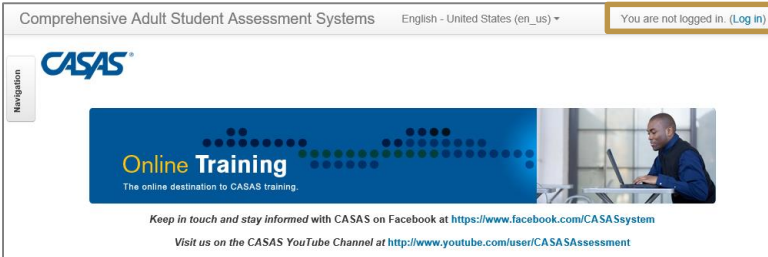 Comprehensive Adult Student Assessment Systems English - United States (en_us) You are not logged in. (Log in)
Navigation
CASAS®
Online Training
The online destination to CASAS training.
Keep in touch and stay informed with CASAS on Facebook at https://www.facebook.com/CASASsystem
Visit us on the CASAS YouTube Channel at http://www.youtube.com/user/CASASAssessment